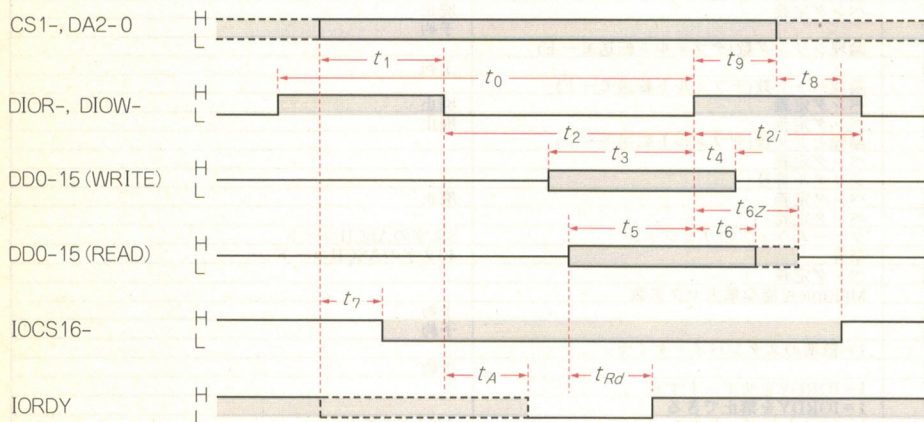 CS1-, DA2-0 H
L
t1 t0 t9 t8
DIOR-, DIOW- H
L
t2 t2i
t3 t4
DD0-15 (WRITE) H
L
t6Z
t5 t6
DD0-15 (READ) H
L
t7
IOCS16- H
L
tA tRd
IORDY H
L